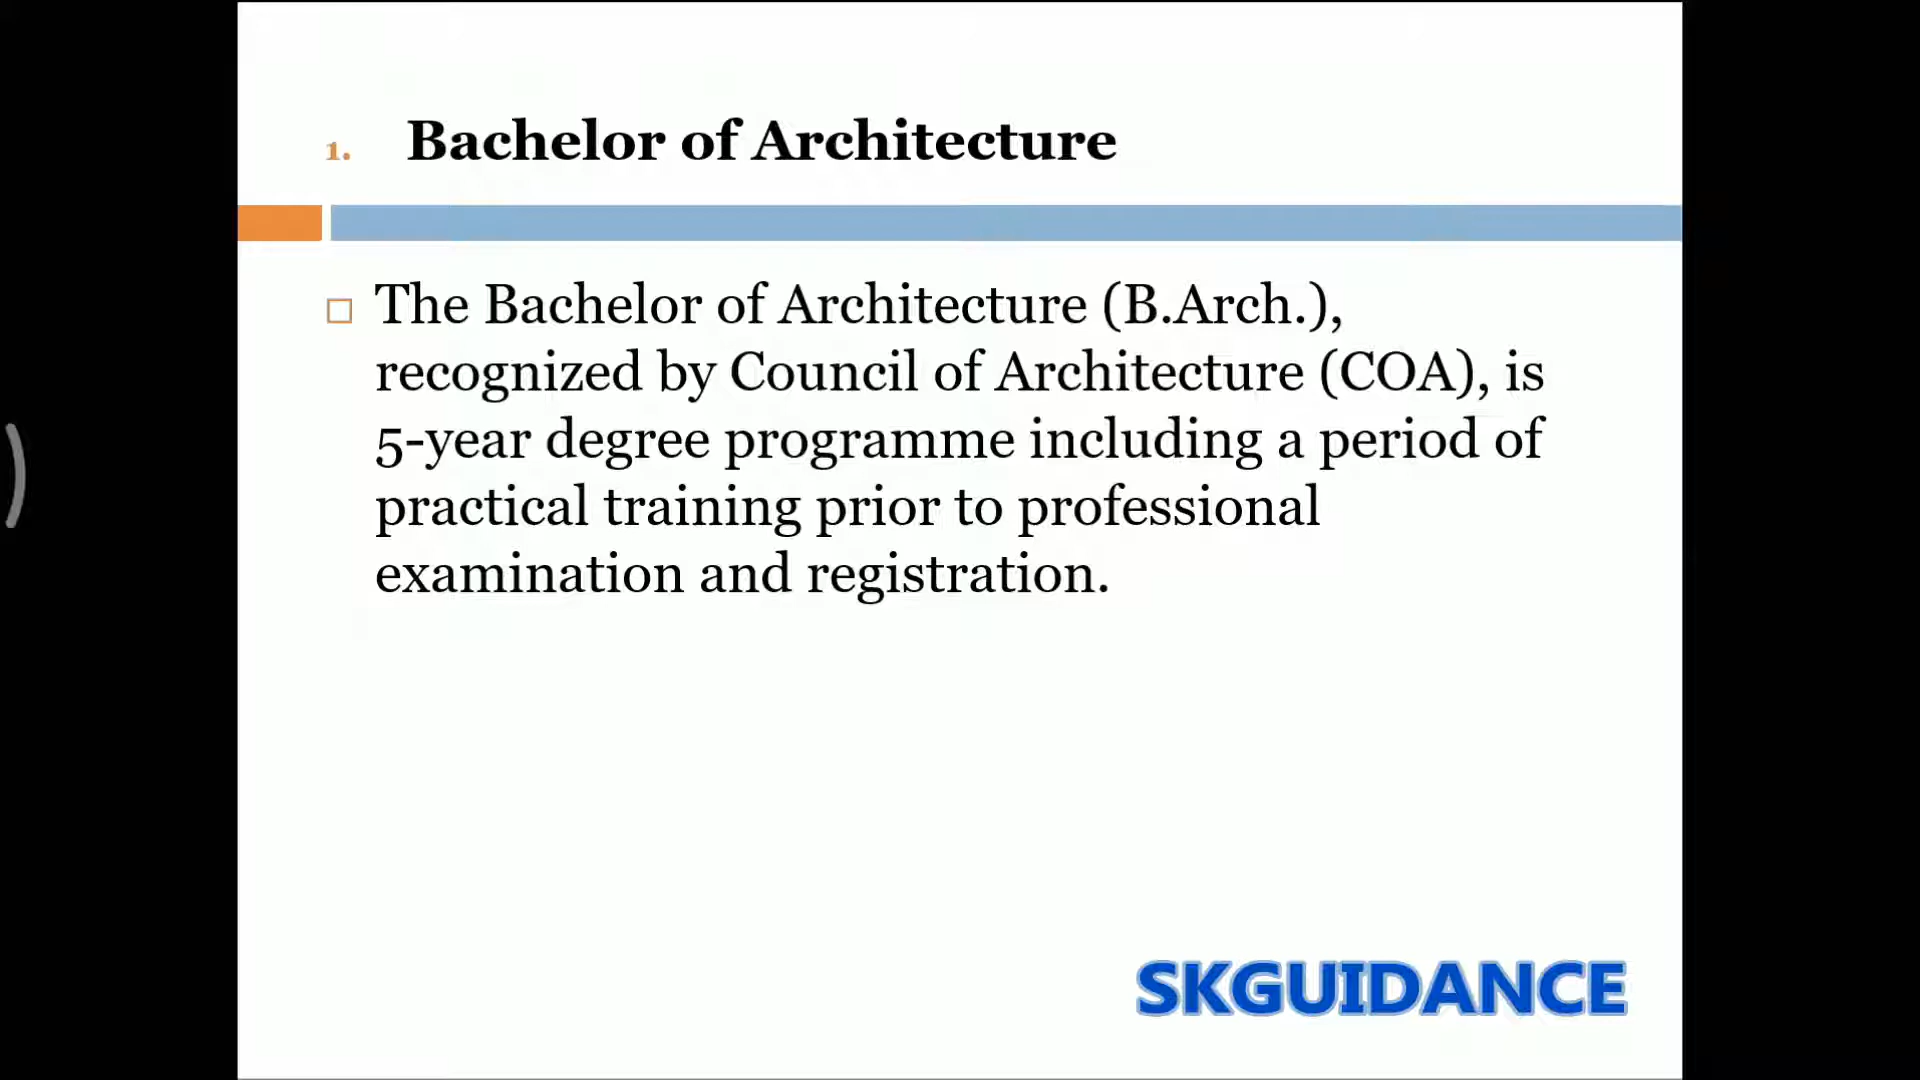 1. Bachelor of Architecture
The Bachelor of Architecture (B.Arch.),
recognized by Council of Architecture (COA), is
5-year degree programme including a period of
practical training prior to professional
examination and registration.
SKGUIDANCE